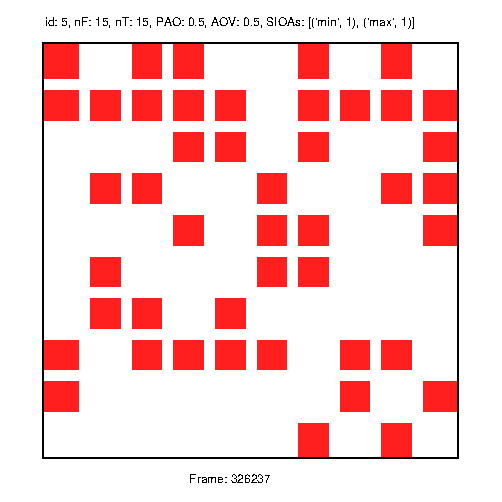 id: 5, nF: 15, nT: 15, PAO: 0.5, AOV: 0.5, SIOAs: [('min', 1), ('max', 1)]
Frame: 326237